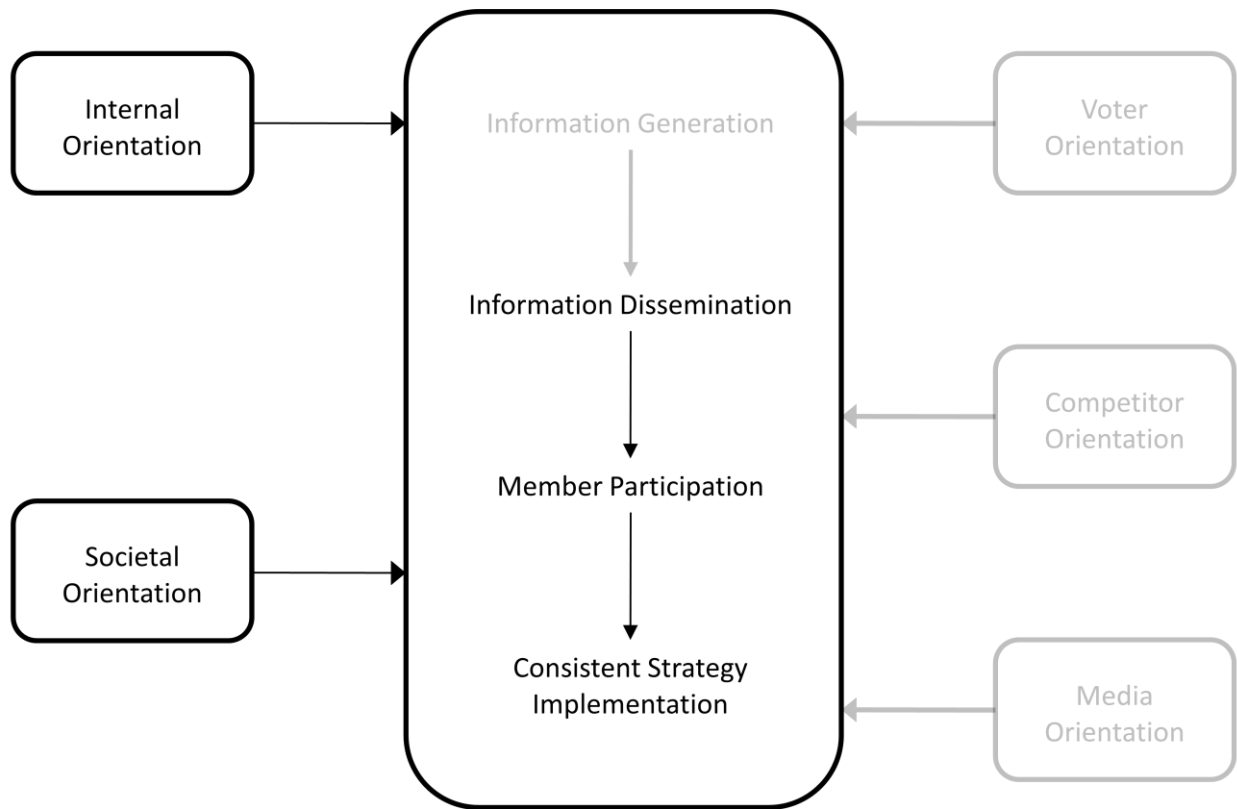 Internal
Orientation
Information Generation
Voter
Orientation
Information Dissemination
Competitor
Orientation
Member Participation
Societal
Orientation
Consistent Strategy
Implementation
Media
Orientation